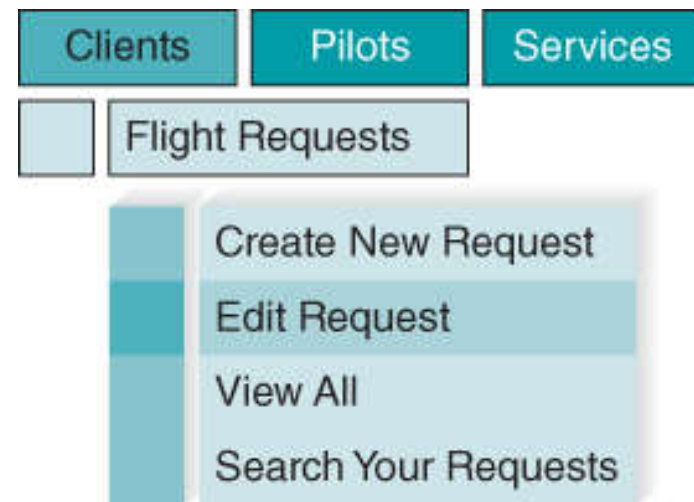 Clients Pilots Services
Flight Requests
Create New Request
Edit Request
View All
Search Your Requests